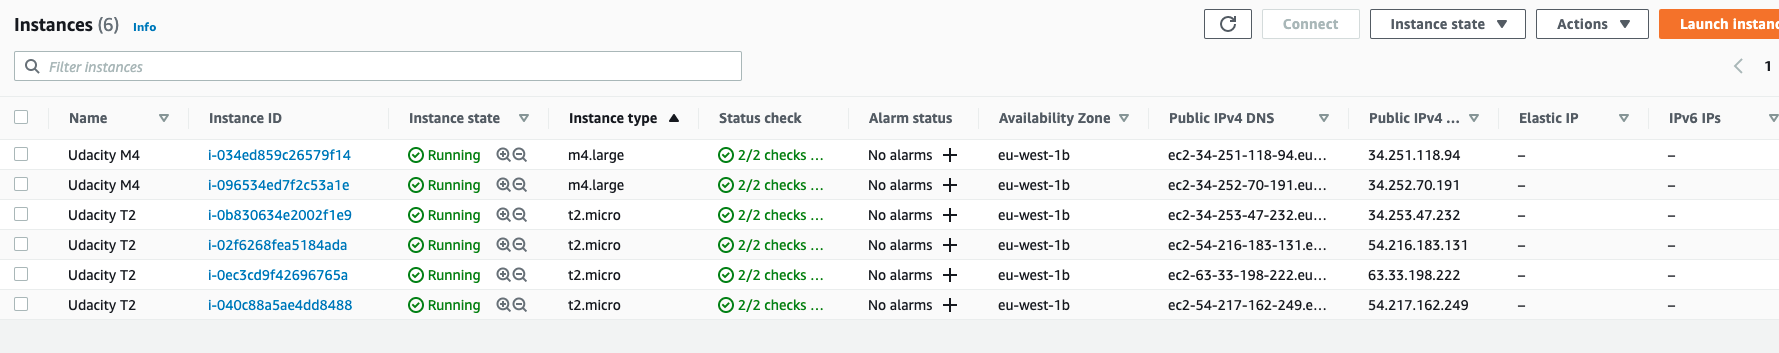 Instances (6) Info Connect Instance state Actions Launch Instanc
Filter instances 1
Name Instance ID Instance state Instance type Status check Alarm status Availability Zone Public IPv4 DNS Public IPv4 ... Elastic IP IPv6 IPs
Udacity M4 i-034ed859c26579f14 Running m4.large 2/2 checks ... No alarms + eu-west-1b ec2-34-251-118-94.eu... 34.251.118.94 – –
Udacity M4 i-096534ed7f2c53a1e Running m4.large 2/2 checks ... No alarms + eu-west-1b ec2-34-252-70-191.eu... 34.252.70.191 – –
Udacity T2 i-0b830634e2002f1e9 Running t2.micro 2/2 checks ... No alarms + eu-west-1b ec2-34-253-47-232.eu... 34.253.47.232 – –
Udacity T2 i-02f6268fea5184ada Running t2.micro 2/2 checks ... No alarms + eu-west-1b ec2-54-216-183-131.e... 54.216.183.131 – –
Udacity T2 i-0ec3cd9f42696765a Running t2.micro 2/2 checks ... No alarms + eu-west-1b ec2-63-33-198-222.eu... 63.33.198.222 – –
Udacity T2 i-040c88a5ae4dd8488 Running t2.micro 2/2 checks ... No alarms + eu-west-1b ec2-54-217-162-249.e... 54.217.162.249 – –